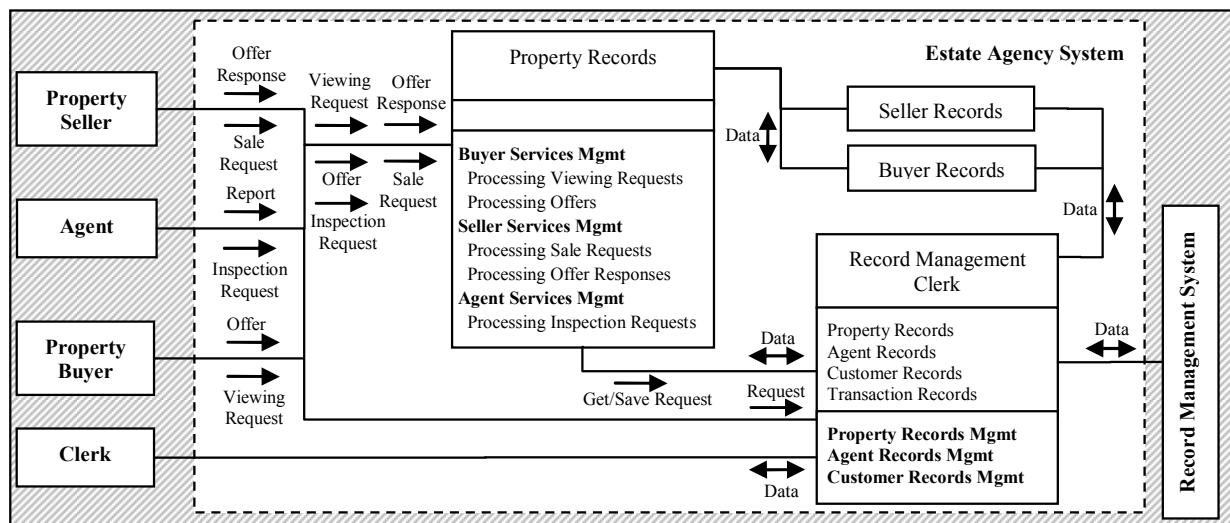 Estate Agency System
Property
Seller
Agent
Property
Buyer
Clerk
Offer
Response
Sale
Request
Report
Inspection
Request
Offer
Viewing
Request
Viewing
Request
Offer
Response
Offer
Sale
Request
Inspection
Request
Property Records
Buyer Services Mgmt
Processing Viewing Requests
Processing Offers
Seller Services Mgmt
Processing Sale Requests
Processing Offer Responses
Agent Services Mgmt
Processing Inspection Requests
Data
Seller Records
Buyer Records
Data
Record Management
Clerk
Property Records
Agent Records
Customer Records
Transaction Records
Property Records Mgmt
Agent Records Mgmt
Customer Records Mgmt
Data
Get/Save Request
Request
Data
Data
Record Management System